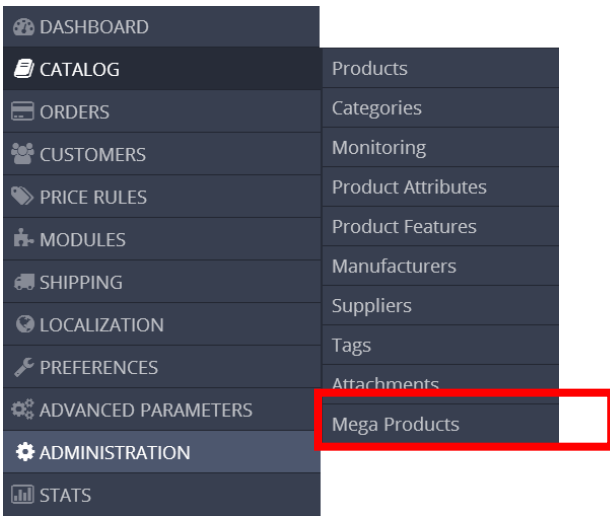 DASHBOARD
CATALOG
ORDERS
CUSTOMERS
PRICE RULES
MODULES
SHIPPING
LOCALIZATION
PREFERENCES
ADVANCED PARAMETERS
ADMINISTRATION
STATS
Products
Categories
Monitoring
Product Attributes
Product Features
Manufacturers
Suppliers
Tags
Attachments
Mega Products